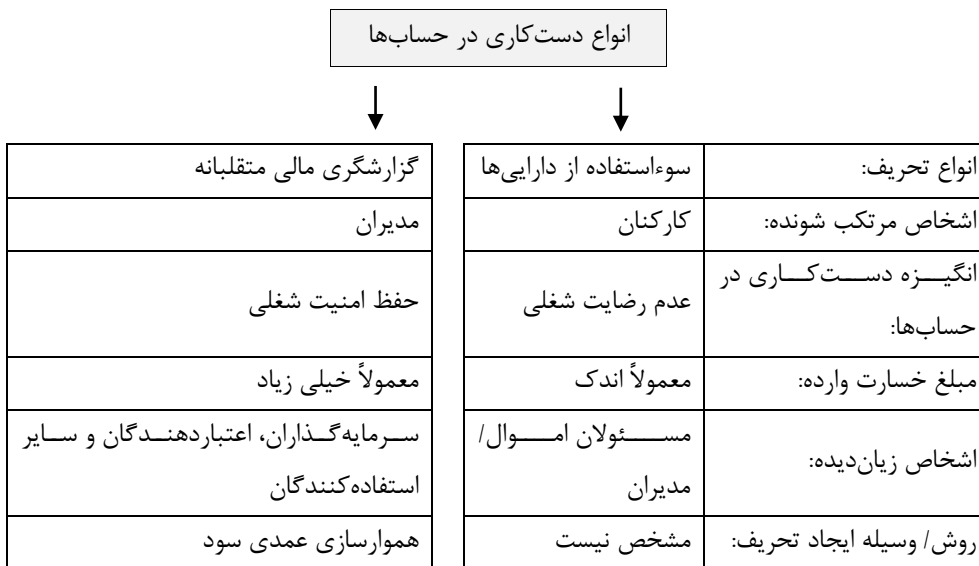 انواع دست‌کاری در حساب‌ها
انواع تحریف: سوءاستفاده از دارایی‌ها گزارشگری مالی متقلبانه
اشخاص مرتکب شونده: کارکنان مدیران
انگیزه دست‌کاری در
حساب‌ها: عدم رضایت شغلی حفظ امنیت شغلی
مبلغ خسارت وارده: معمولاً اندک معمولاً خیلی زیاد
اشخاص زیان‌دیده: مسئولان اموال/
مدیران سرمایه‌گذاران، اعتباردهندگان و سایر
استفاده‌کنندگان
روش/ وسیله ایجاد تحریف: مشخص نیست هموارسازی عمدی سود